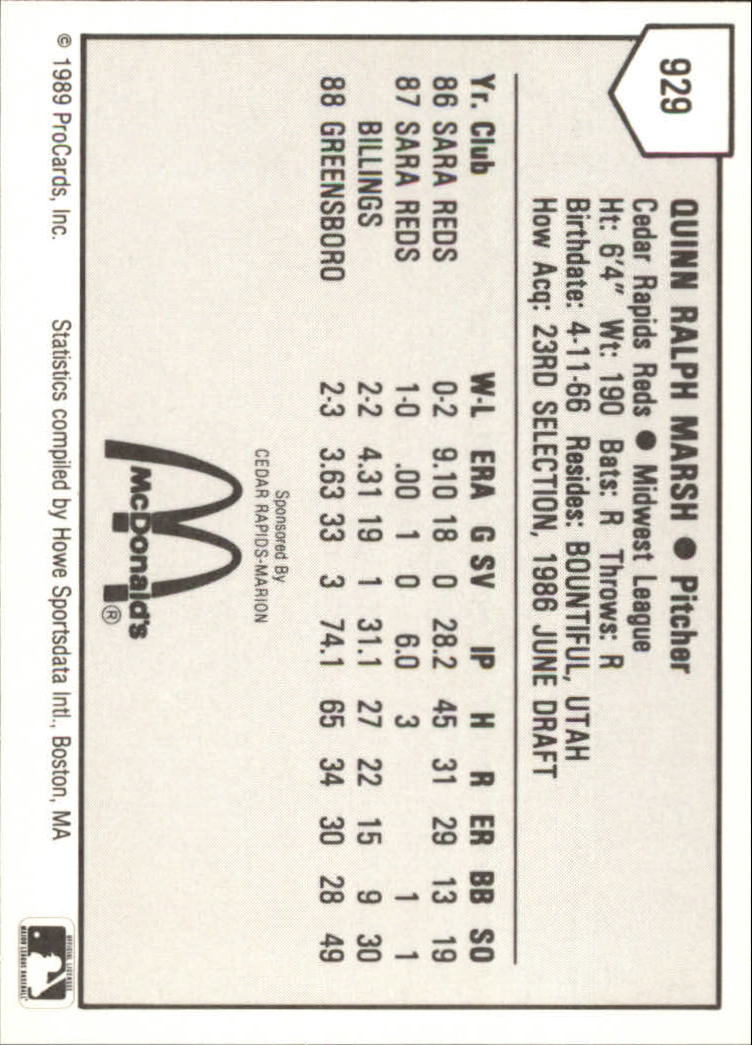 929
QUINN RALPH MARSH ● Pitcher
Cedar Rapids Reds ● Midwest League
Ht: 6'4" Wt: 190 Bats: R Throws: R
Birthdate: 4-11-66 Resides: BOUNTIFUL, UTAH
How Acq: 23RD SELECTION, 1986 JUNE DRAFT
Yr. Club W-L ERA G SV IP H R ER BB SO
86 SARA REDS 0-2 9.10 18 0 28.2 45 31 29 13 19
87 SARA REDS 1-0 .00 1 0 6.0 3 1 1
BILLINGS 2-2 4.31 19 1 31.1 27 22 15 9 30
88 GREENSBORO 2-3 3.63 33 3 74.1 65 34 30 28 49
Sponsored By
CEDAR RAPIDS-MARION
McDonald's®
© 1989 ProCards, Inc. Statistics compiled by Howe Sportsdata Intl., Boston, MA
OFFICIAL LICENSEE
MAJOR LEAGUE BASEBALL